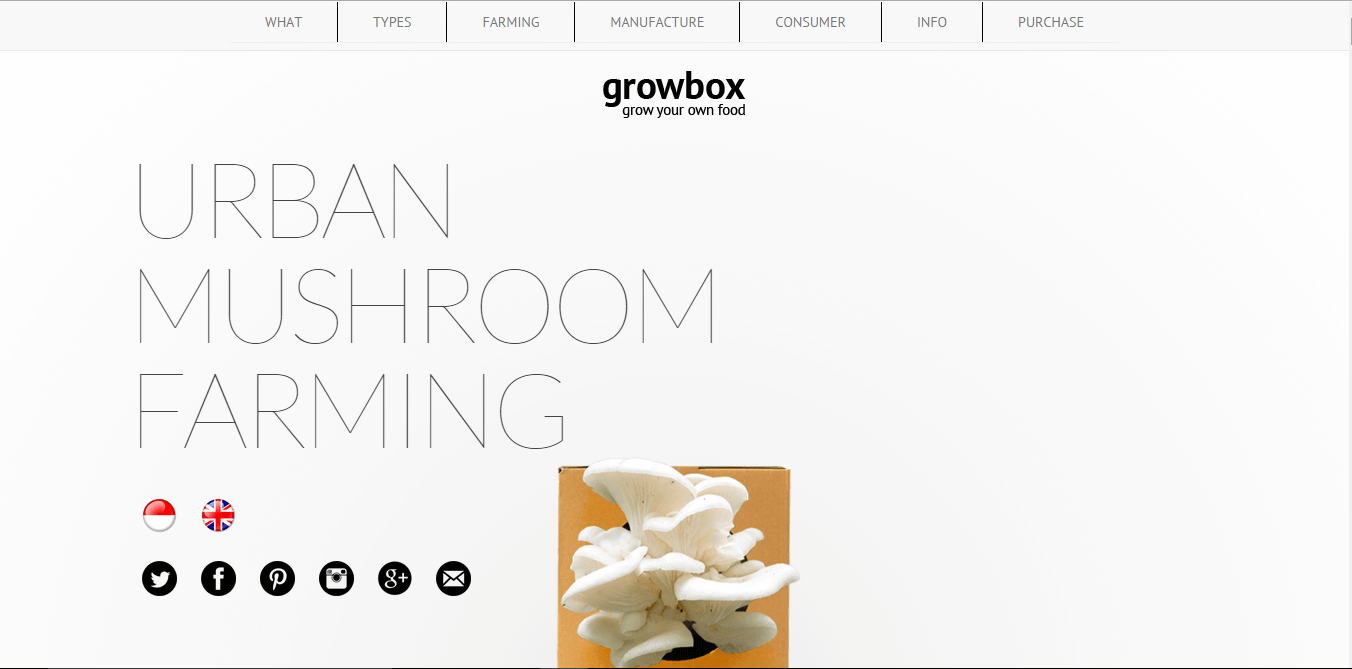 WHAT
TYPES
FARMING
MANUFACTURE
CONSUMER
INFO
PURCHASE
growbox
grow your own food
URBAN
MUSHROOM
FARMING